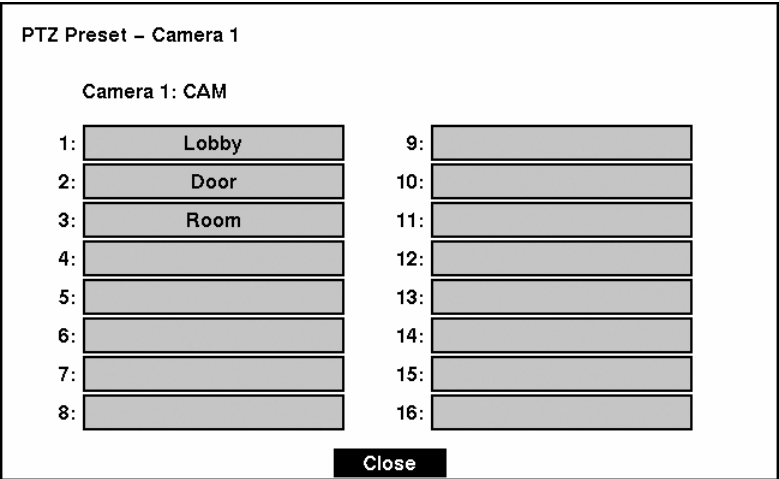 PTZ Preset – Camera 1
Camera 1: CAM
1: Lobby
2: Door
3: Room
4:
5:
6:
7:
8:
9:
10:
11:
12:
13:
14:
15:
16:
Close